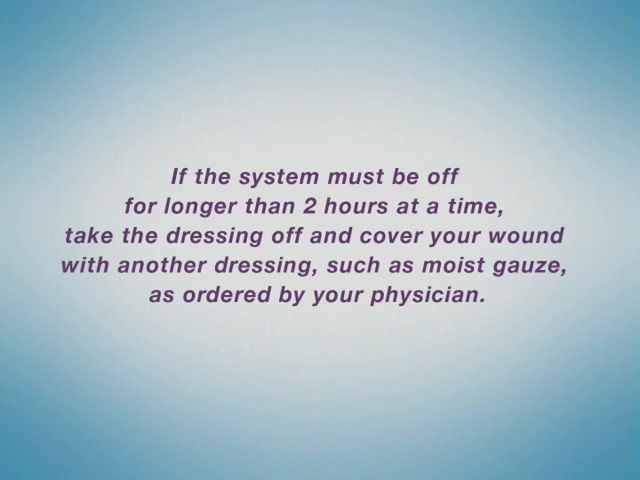 If the system must be off
for longer than 2 hours at a time,
take the dressing off and cover your wound
with another dressing, such as moist gauze,
as ordered by your physician.